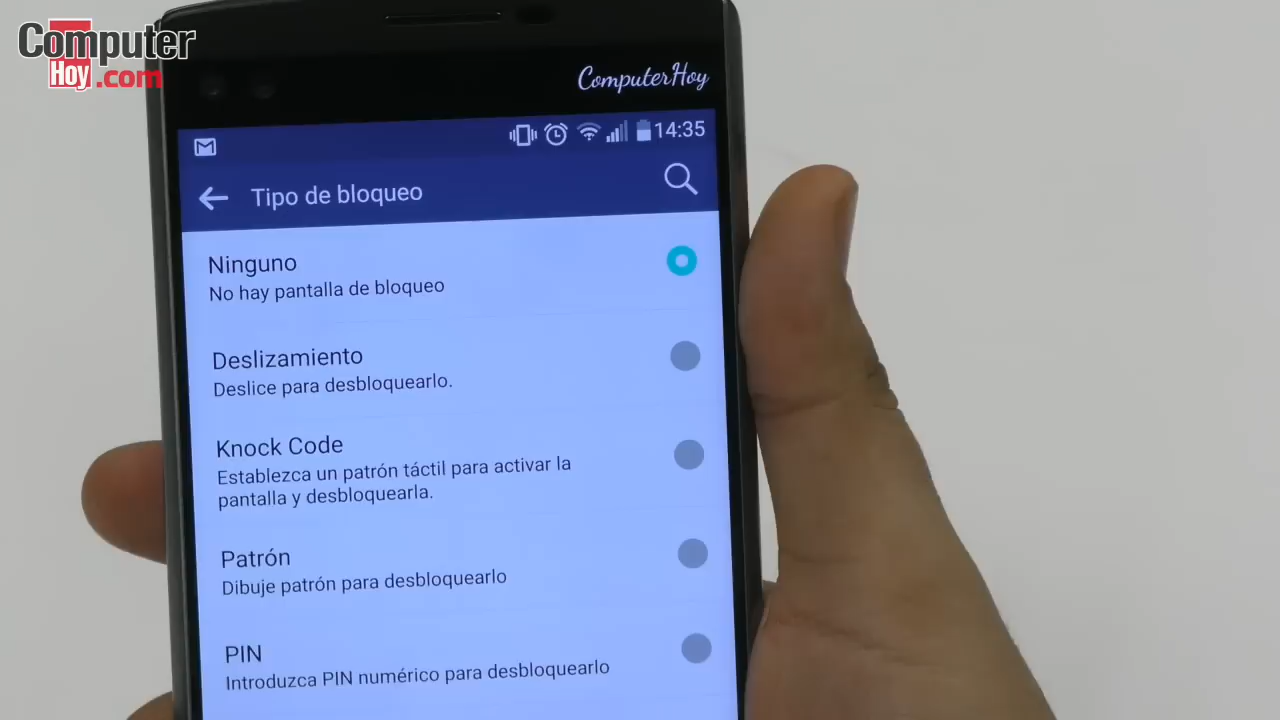 Computer
Hoy.com
ComputerHoy
14:35
Tipo de bloqueo
Ninguno
No hay pantalla de bloqueo
Deslizamiento
Deslice para desbloquearlo.
Knock Code
Establezca un patrón táctil para activar la
pantalla y desbloquearla.
Patrón
Dibuje patrón para desbloquearlo
PIN
Introduzca PIN numérico para desbloquearlo